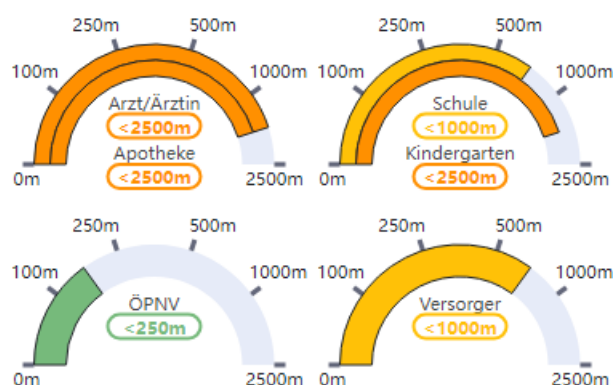 250m 500m
100m 1000m
Arzt/Ärztin
<2500m
Apotheke
<2500m
0m 2500m
250m 500m
100m 1000m
Schule
<1000m
Kindergarten
<2500m
0m 2500m
250m 500m
100m 1000m
ÖPNV
<250m
0m 2500m
250m 500m
100m 1000m
Versorger
<1000m
0m 2500m